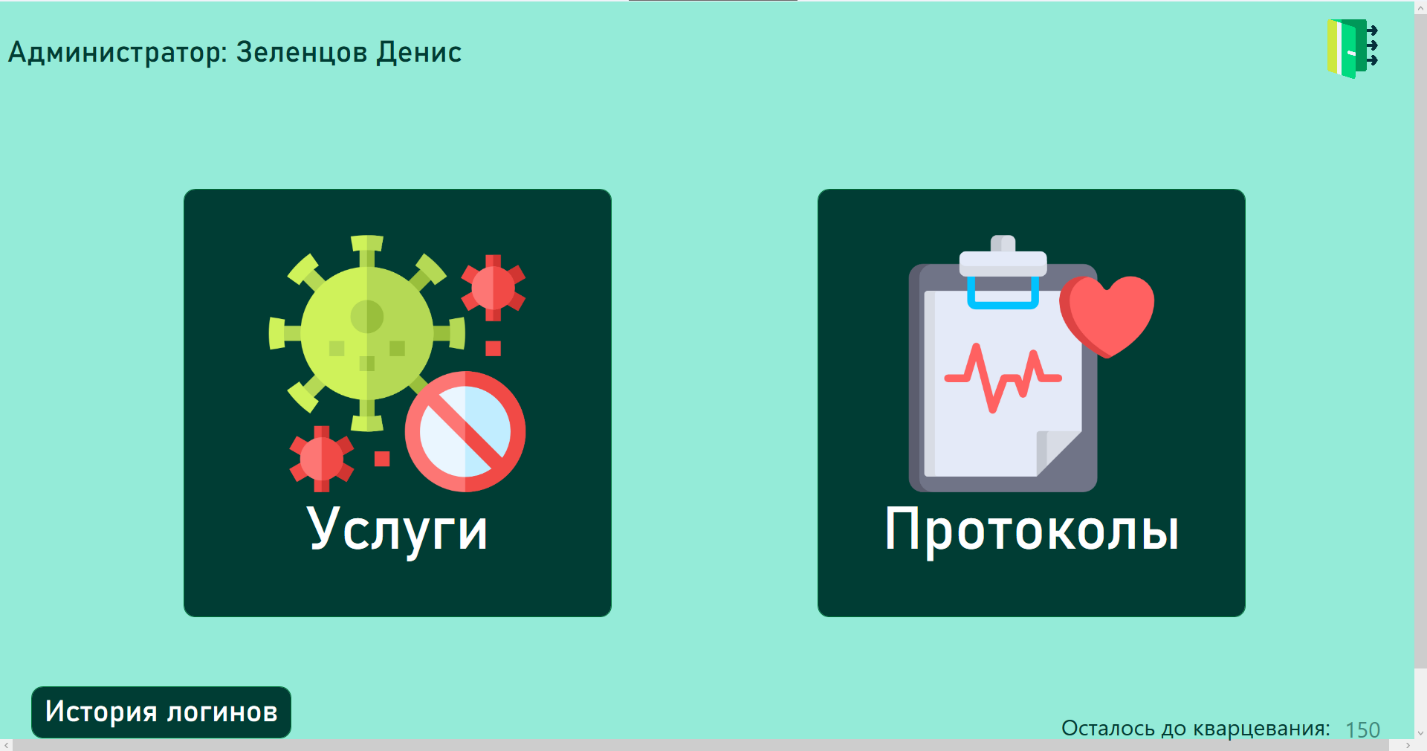 Администратор: Зеленцов Денис
Услуги
Протоколы
История логинов
Осталось до кварцевания: 150